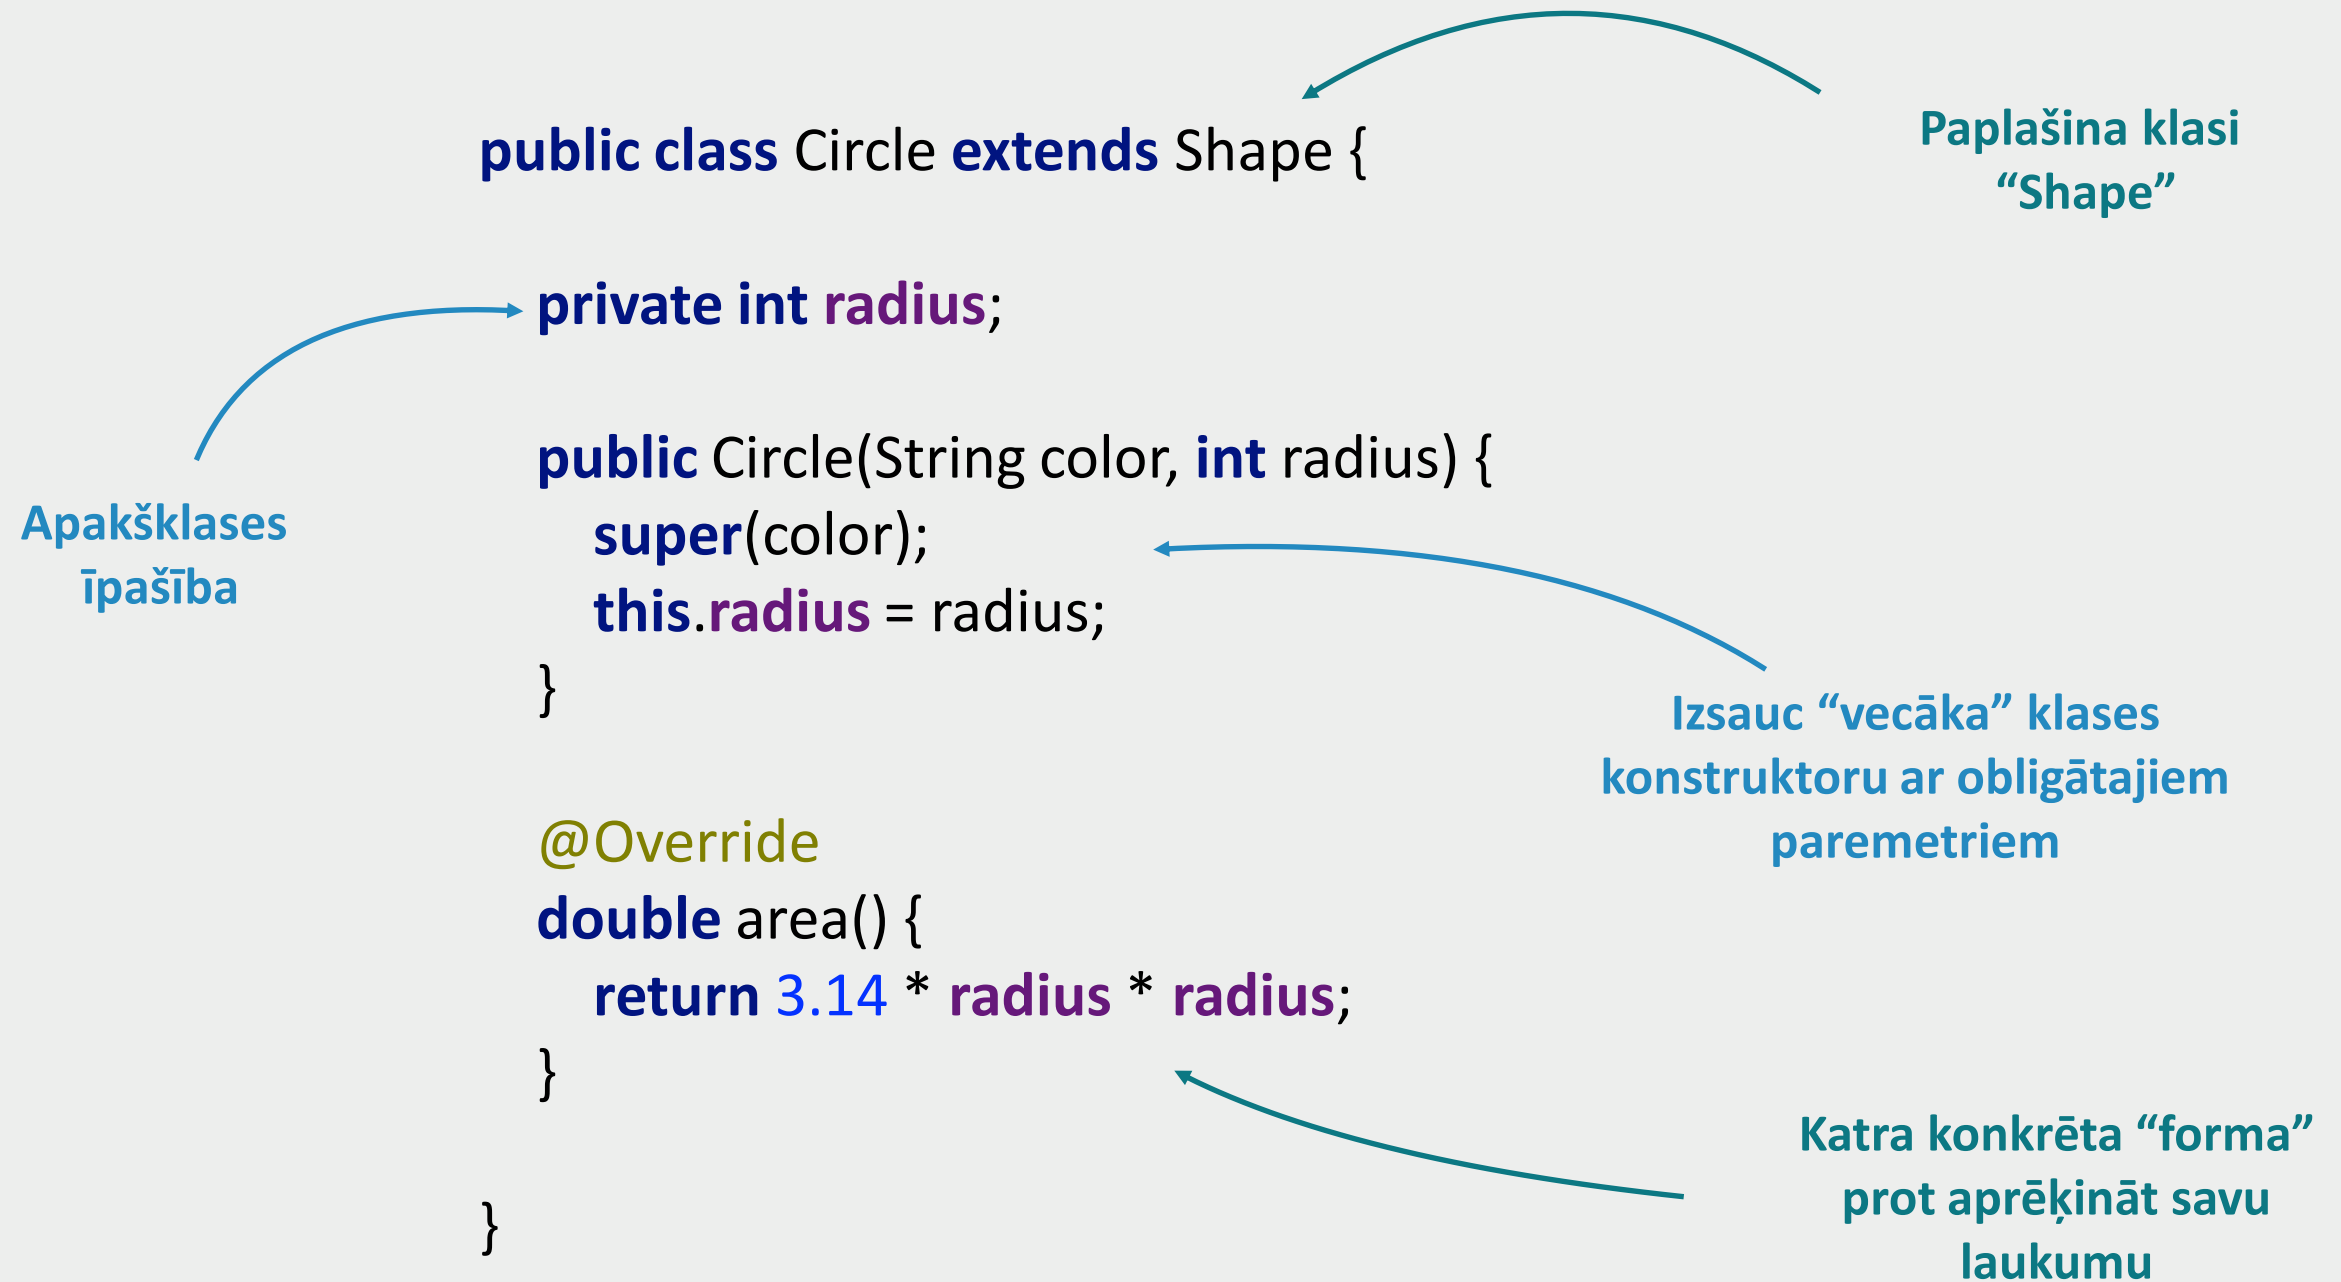 public class Circle extends Shape {
Paplašina klasi
“Shape”
private int radius;
Apakšklases
īpašība
public Circle(String color, int radius) {
super(color);
this.radius = radius;
}
Izsauc “vecāka” klases
konstruktoru ar obligātajiem
paremetriem
@Override
double area() {
return 3.14 * radius * radius;
}
Katra konkrēta “forma”
prot aprēķināt savu
laukumu
}